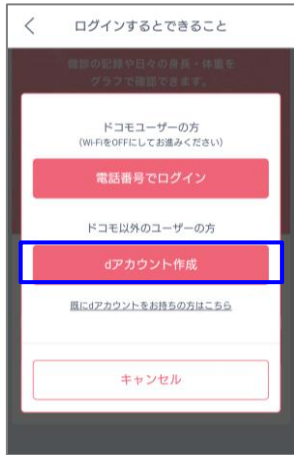 ログインするとできること
健診の記録や日々の身長・体重を
グラフで確認できます。
ドコモユーザーの方
(Wi-FiをOFFにしてお進みください)
電話番号でログイン
ドコモ以外のユーザーの方
dアカウント作成
既にdアカウントをお持ちの方はこちら
キャンセル